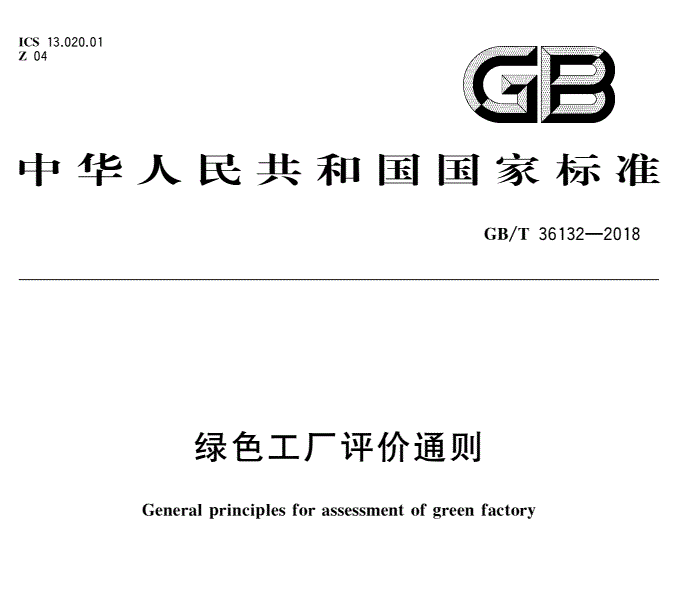 ICS 13.020.01
Z 04
GB
中华人民共和国国家标准
GB/T 36132—2018
绿色工厂评价通则
General principles for assessment of green factory